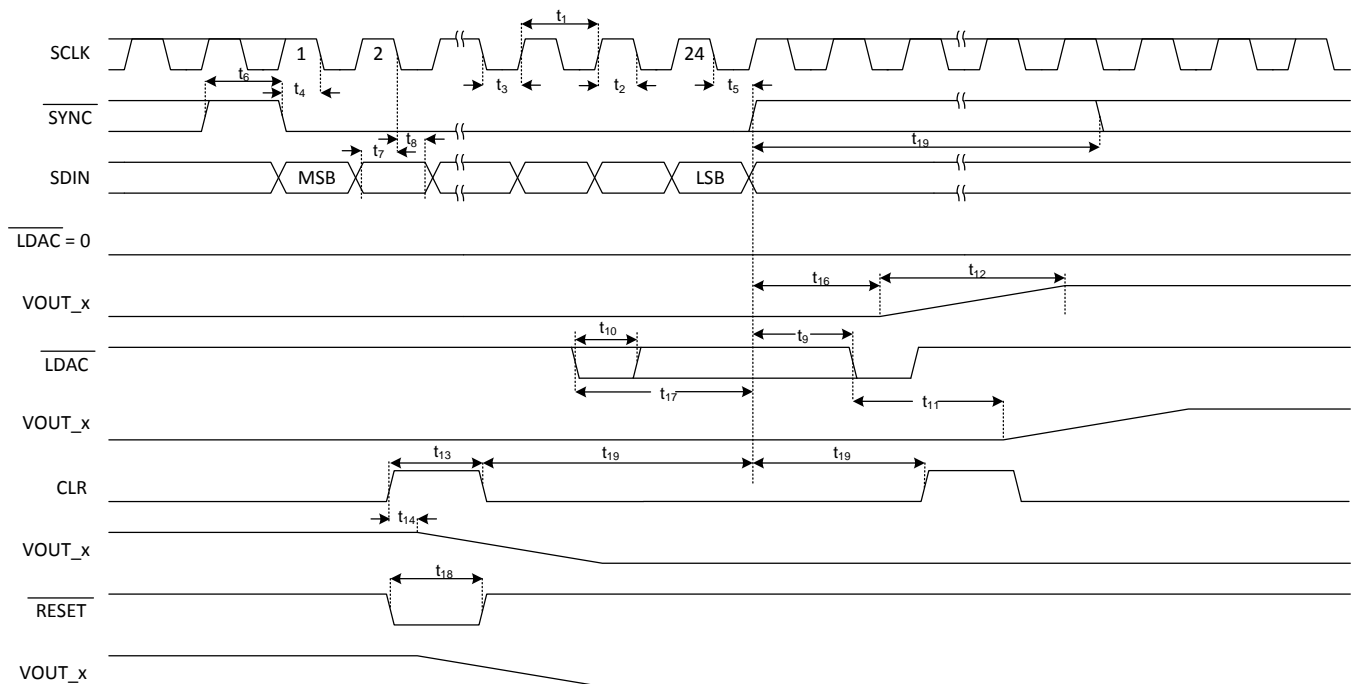 t1
SCLK 1 2 24
t6 t4 t3 t2 t5
SYNC
t8 t19
t7
SDIN MSB LSB
LDAC = 0
t16 t12
VOUT_x
t10 t9
LDAC
t17 t11
VOUT_x
t13 t19 t19
CLR
t14
VOUT_x
t18
RESET
VOUT_x